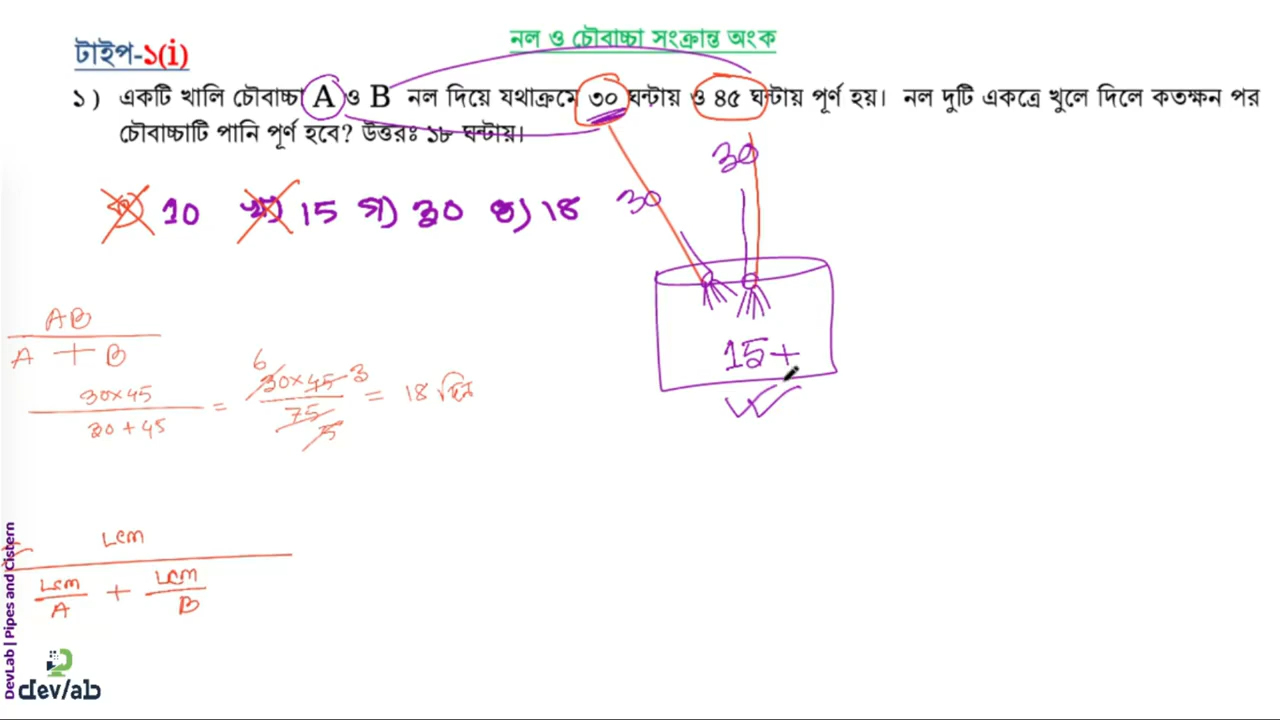 নল ও চৌবাচ্চা সংক্রান্ত অংক
টাইপ-১(i)
১ ) একটি খালি চৌবাচ্চা A ও B নল দিয়ে যথাক্রমে ৩০ ঘন্টায় ও ৪৫ ঘন্টায় পূর্ণ হয়। নল দুটি একত্রে খুলে দিলে কতক্ষন পর
চৌবাচ্চাটি পানি পূর্ণ হবে? উত্তরঃ ১৮ ঘন্টায়।
30
ক) 10 খ) 15 গ) 30 ঘ) 18 30
15+
AB
A + B
30×45
30 + 45
=
6 30×45 3
75
5
= 18 দিন
Lcm
Lcm + Lcm
A B
DevLab | Pipes and Cistern
dev/ab